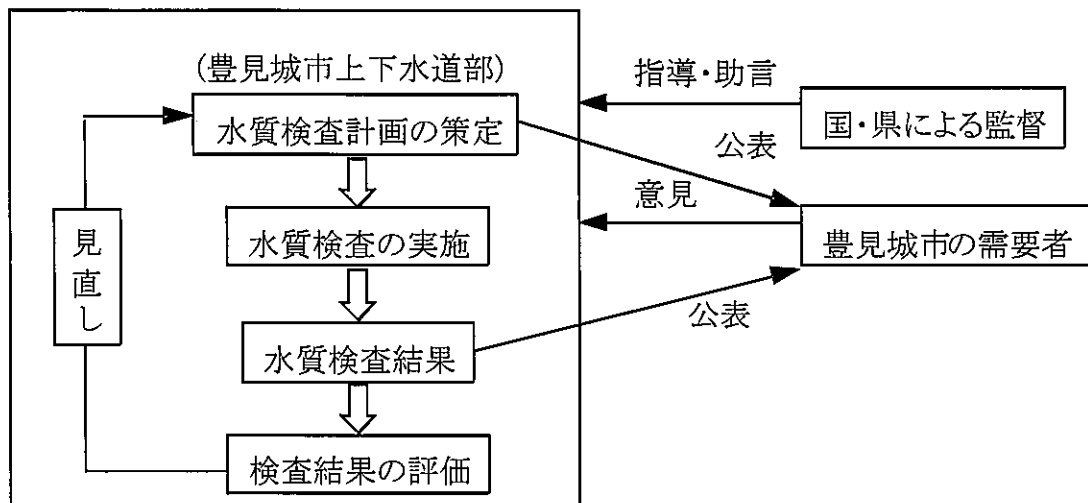 (豊見城市上下水道部)
水質検査計画の策定
水質検査の実施
水質検査結果
検査結果の評価
見直し
指導・助言
国・県による監督
公表
意見
豊見城市の需要者
公表